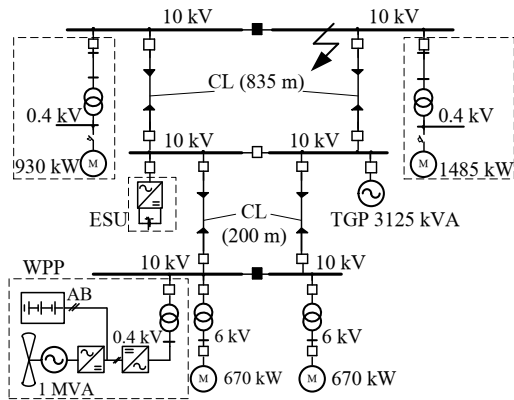 10 kV 10 kV
CL (835 m)
0.4 kV 0.4 kV
10 kV 10 kV
M M
930 kW 1485 kW
ESU CL TGP 3125 kVA
(200 m)
WPP 10 kV 10 kV
AB
0.4 kV 6 kV 6 kV
M 670 kW M 670 kW
1 MVA